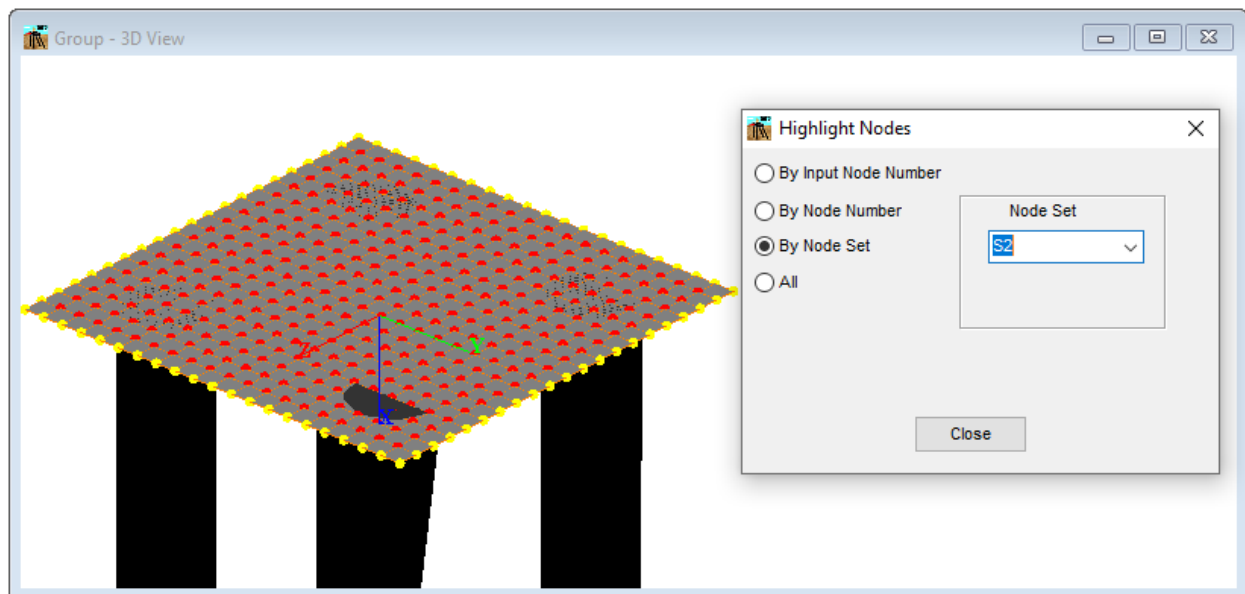 Group - 3D View
Highlight Nodes
By Input Node Number
By Node Number
By Node Set
All
Node Set
S2
Close
Z
Y
X